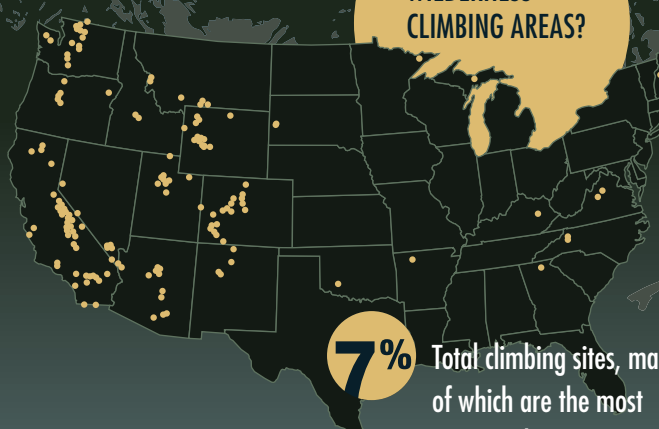 CLIMBING AREAS?
7%
Total climbing sites,
of which are the most